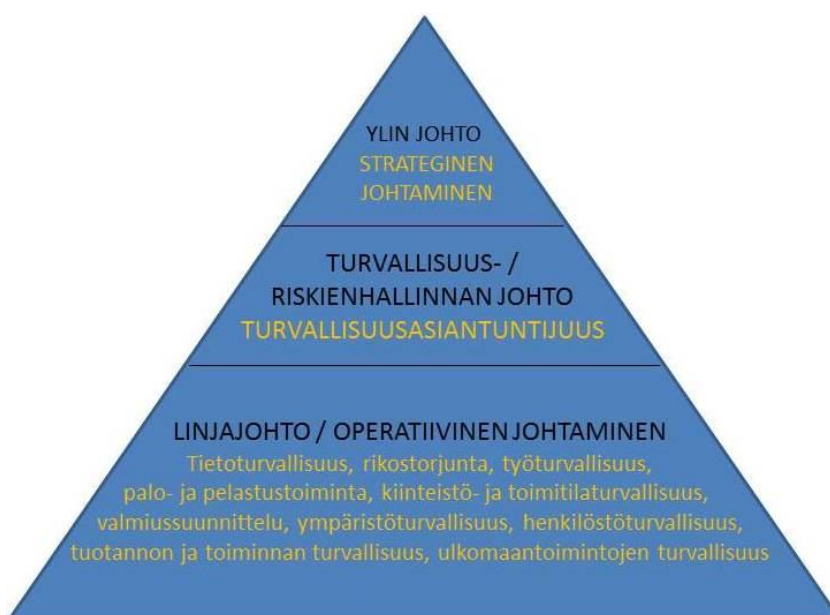 YLIN JOHTO
STRATEGINEN
JOHTAMINEN
TURVALLISUUS- /
RISKIENHALLINNAN JOHTO
TURVALLISUUSASIANTUNTIJUUS
LINJAJOHTO / OPERATIIVINEN JOHTAMINEN
Tietoturvallisuus, rikostorjunta, työturvallisuus,
palo- ja pelastustoiminta, kiinteistö- ja toimitilaturvallisuus,
valmiussuunnittelu, ympäristöturvallisuus, henkilöstöturvallisuus,
tuotannon ja toiminnan turvallisuus, ulkomaantoimintojen turvallisuus